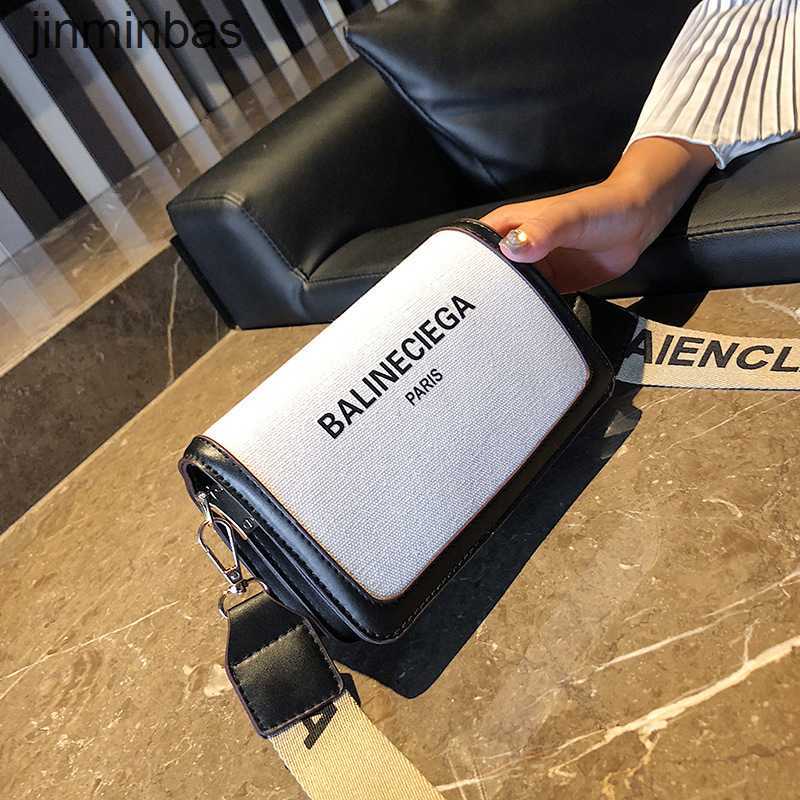 jinminbas
BALINECIEGA
PARIS
AIENCL
A